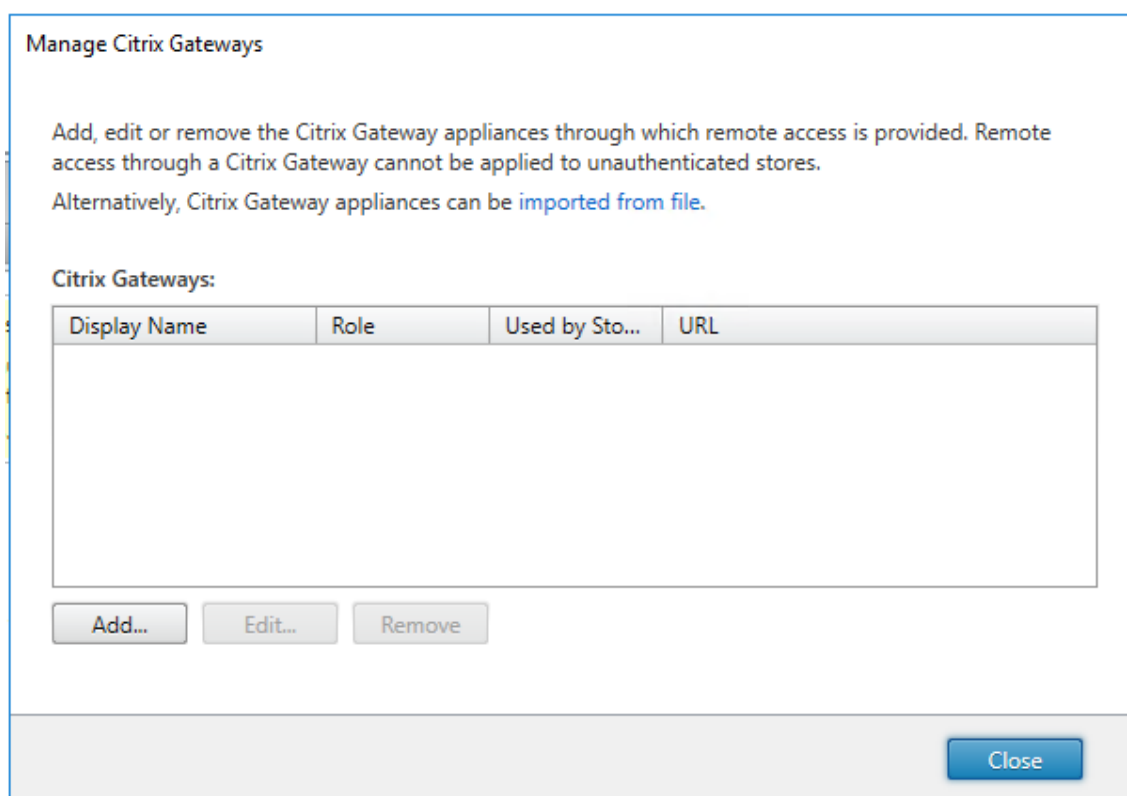 Manage Citrix Gateways
Add, edit or remove the Citrix Gateway appliances through which remote access is provided. Remote
access through a Citrix Gateway cannot be applied to unauthenticated stores.
Alternatively, Citrix Gateway appliances can be imported from file.
Citrix Gateways:
Display Name Role Used by Sto... URL
Add... Edit... Remove
Close